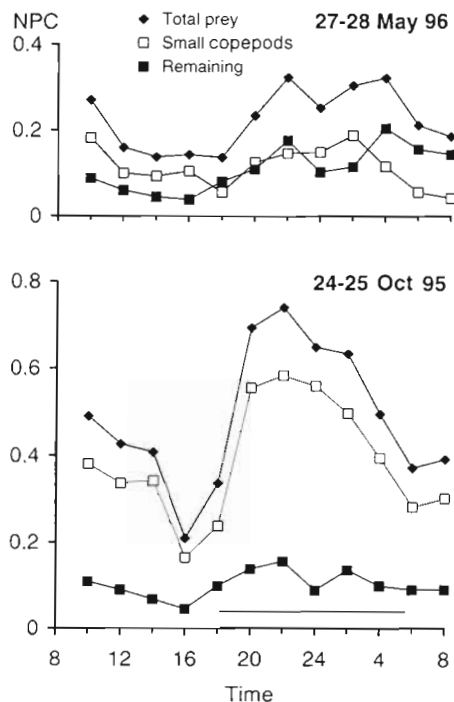 NPC
Total prey
27-28 May 96
Small copepods
Remaining
0.4
0.2
0
24-25 Oct 95
0.8
0.6
0.4
0.2
0
8 12 16 20 24 4 8
Time